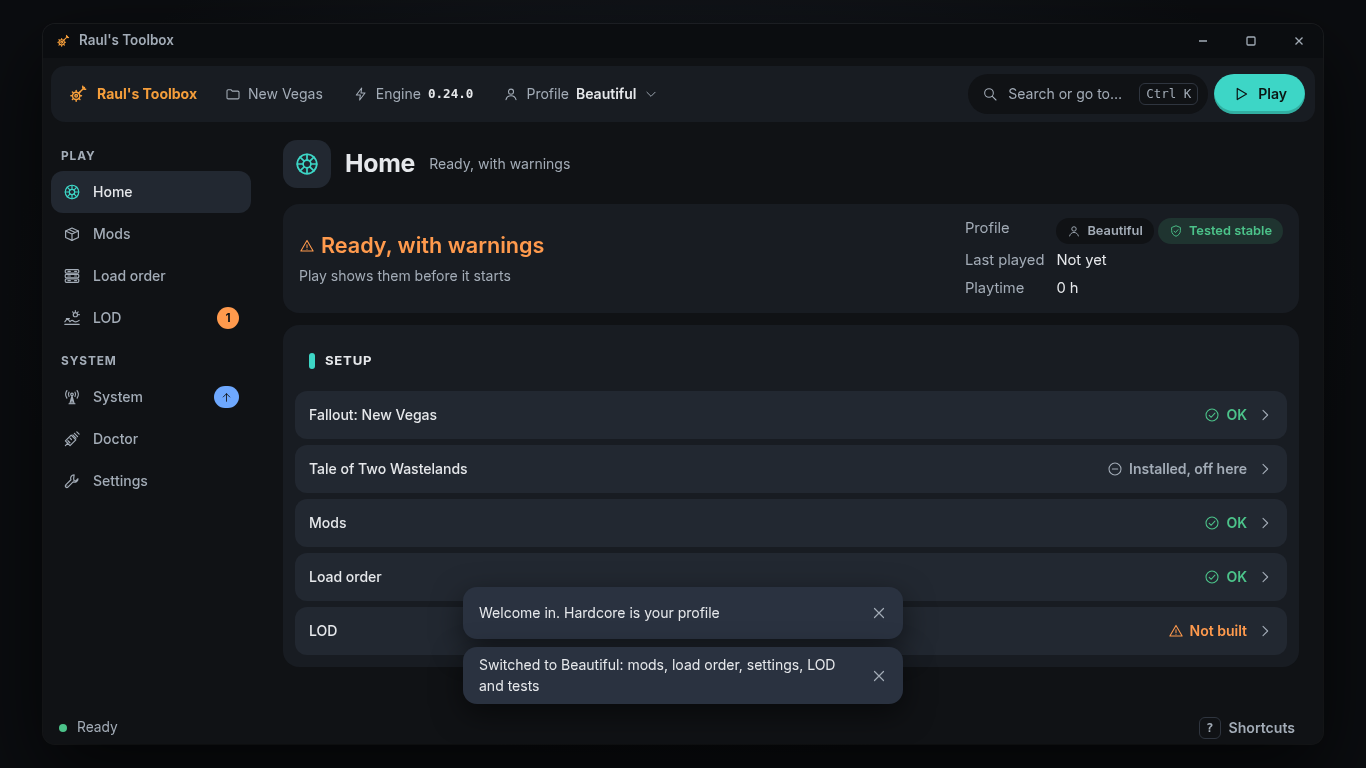 Raul's Toolbox
Raul's Toolbox
New Vegas
Engine 0.24.0
Profile Beautiful
Search or go to...
Ctrl K
Play
PLAY
Home
Mods
Load order
LOD
1
SYSTEM
System
Doctor
Settings
Home
Ready, with warnings
Ready, with warnings
Play shows them before it starts
Profile
Beautiful
Tested stable
Last played
Not yet
Playtime
0 h
SETUP
Fallout: New Vegas
OK
Tale of Two Wastelands
Installed, off here
Mods
OK
Load order
OK
LOD
Not built
Welcome in. Hardcore is your profile
Switched to Beautiful: mods, load order, settings, LOD
and tests
Ready
? Shortcuts